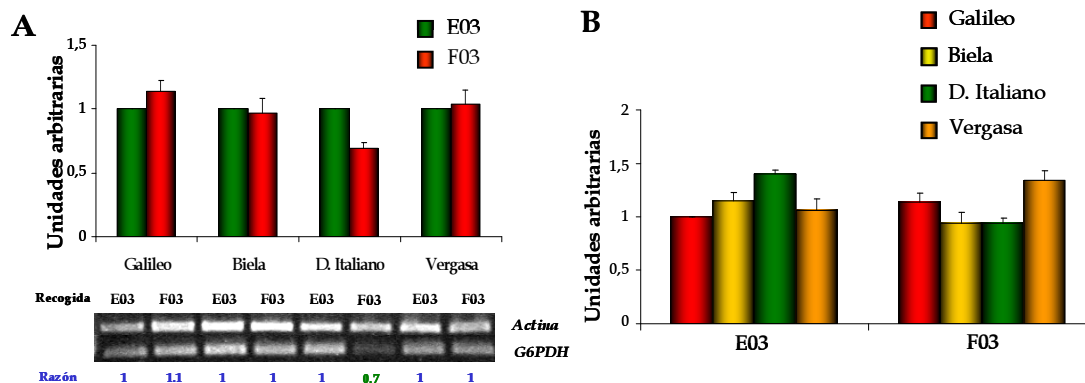 A
E03
F03
Unidades arbitrarias
1,5
1
0,5
0
Galileo Biela D. Italiano Vergasa
Recogida E03 F03 E03 F03 E03 F03 E03 F03
Actina
G6PDH
Razón 1 1.1 1 1 1 0.7 1 1
B
Galileo
Biela
D. Italiano
Vergasa
Unidades arbitrarias
2
1,5
1
0,5
0
E03 F03